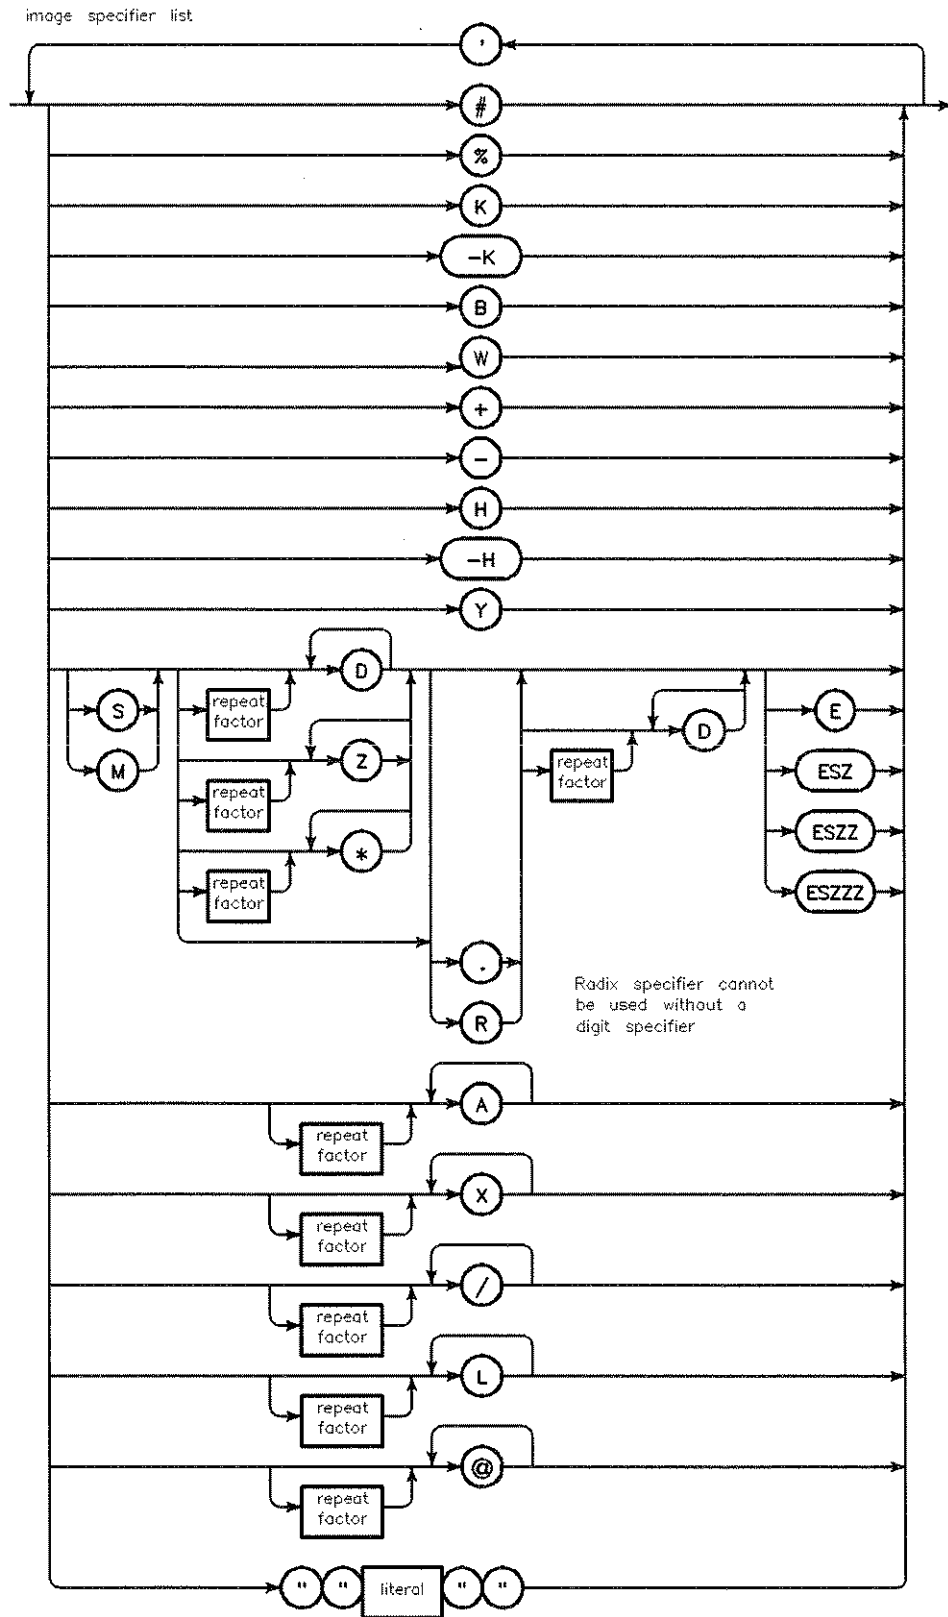 image specifier list
,
#
%
K
-K
B
W
+
-
H
-H
Y
D
S
repeat
factor
D
E
M
Z
repeat
factor
ESZ
repeat
factor
*
ESZZ
repeat
factor
ESZZZ
.
R
Radix specifier cannot
be used without a
digit specifier
A
repeat
factor
X
repeat
factor
/
repeat
factor
L
repeat
factor
@
repeat
factor
" " literal " "